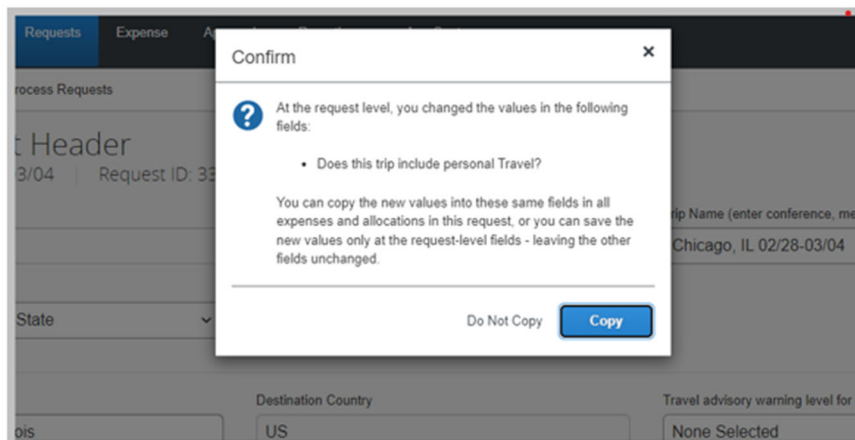 Requests Expense
Confirm
rocess Requests
At the request level, you changed the values in the following
fields:
t Header
• Does this trip include personal Travel?
3/04 | Request ID: 33
You can copy the new values into these same fields in all
expenses and allocations in this request, or you can save the
new values only at the request-level fields - leaving the other
fields unchanged.
rip Name (enter conference, me
Chicago, IL 02/28-03/04
State
Do Not Copy Copy
Destination Country
Travel advisory warning level for
ois
US
None Selected